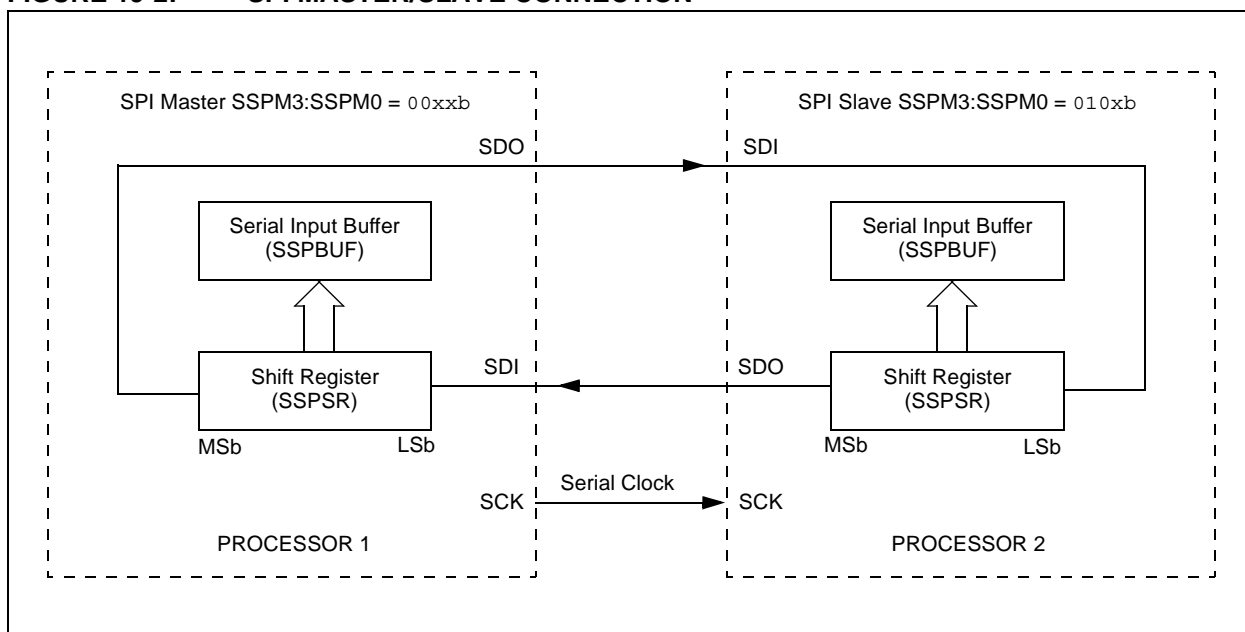 SPI Master SSPM3:SSPM0 = 00xxb
SPI Slave SSPM3:SSPM0 = 010xb
SDO
SDI
Serial Input Buffer
(SSPBUF)
Serial Input Buffer
(SSPBUF)
Shift Register
(SSPSR)
SDI
SDO
Shift Register
(SSPSR)
MSb
LSb
MSb
LSb
SCK
Serial Clock
SCK
PROCESSOR 1
PROCESSOR 2